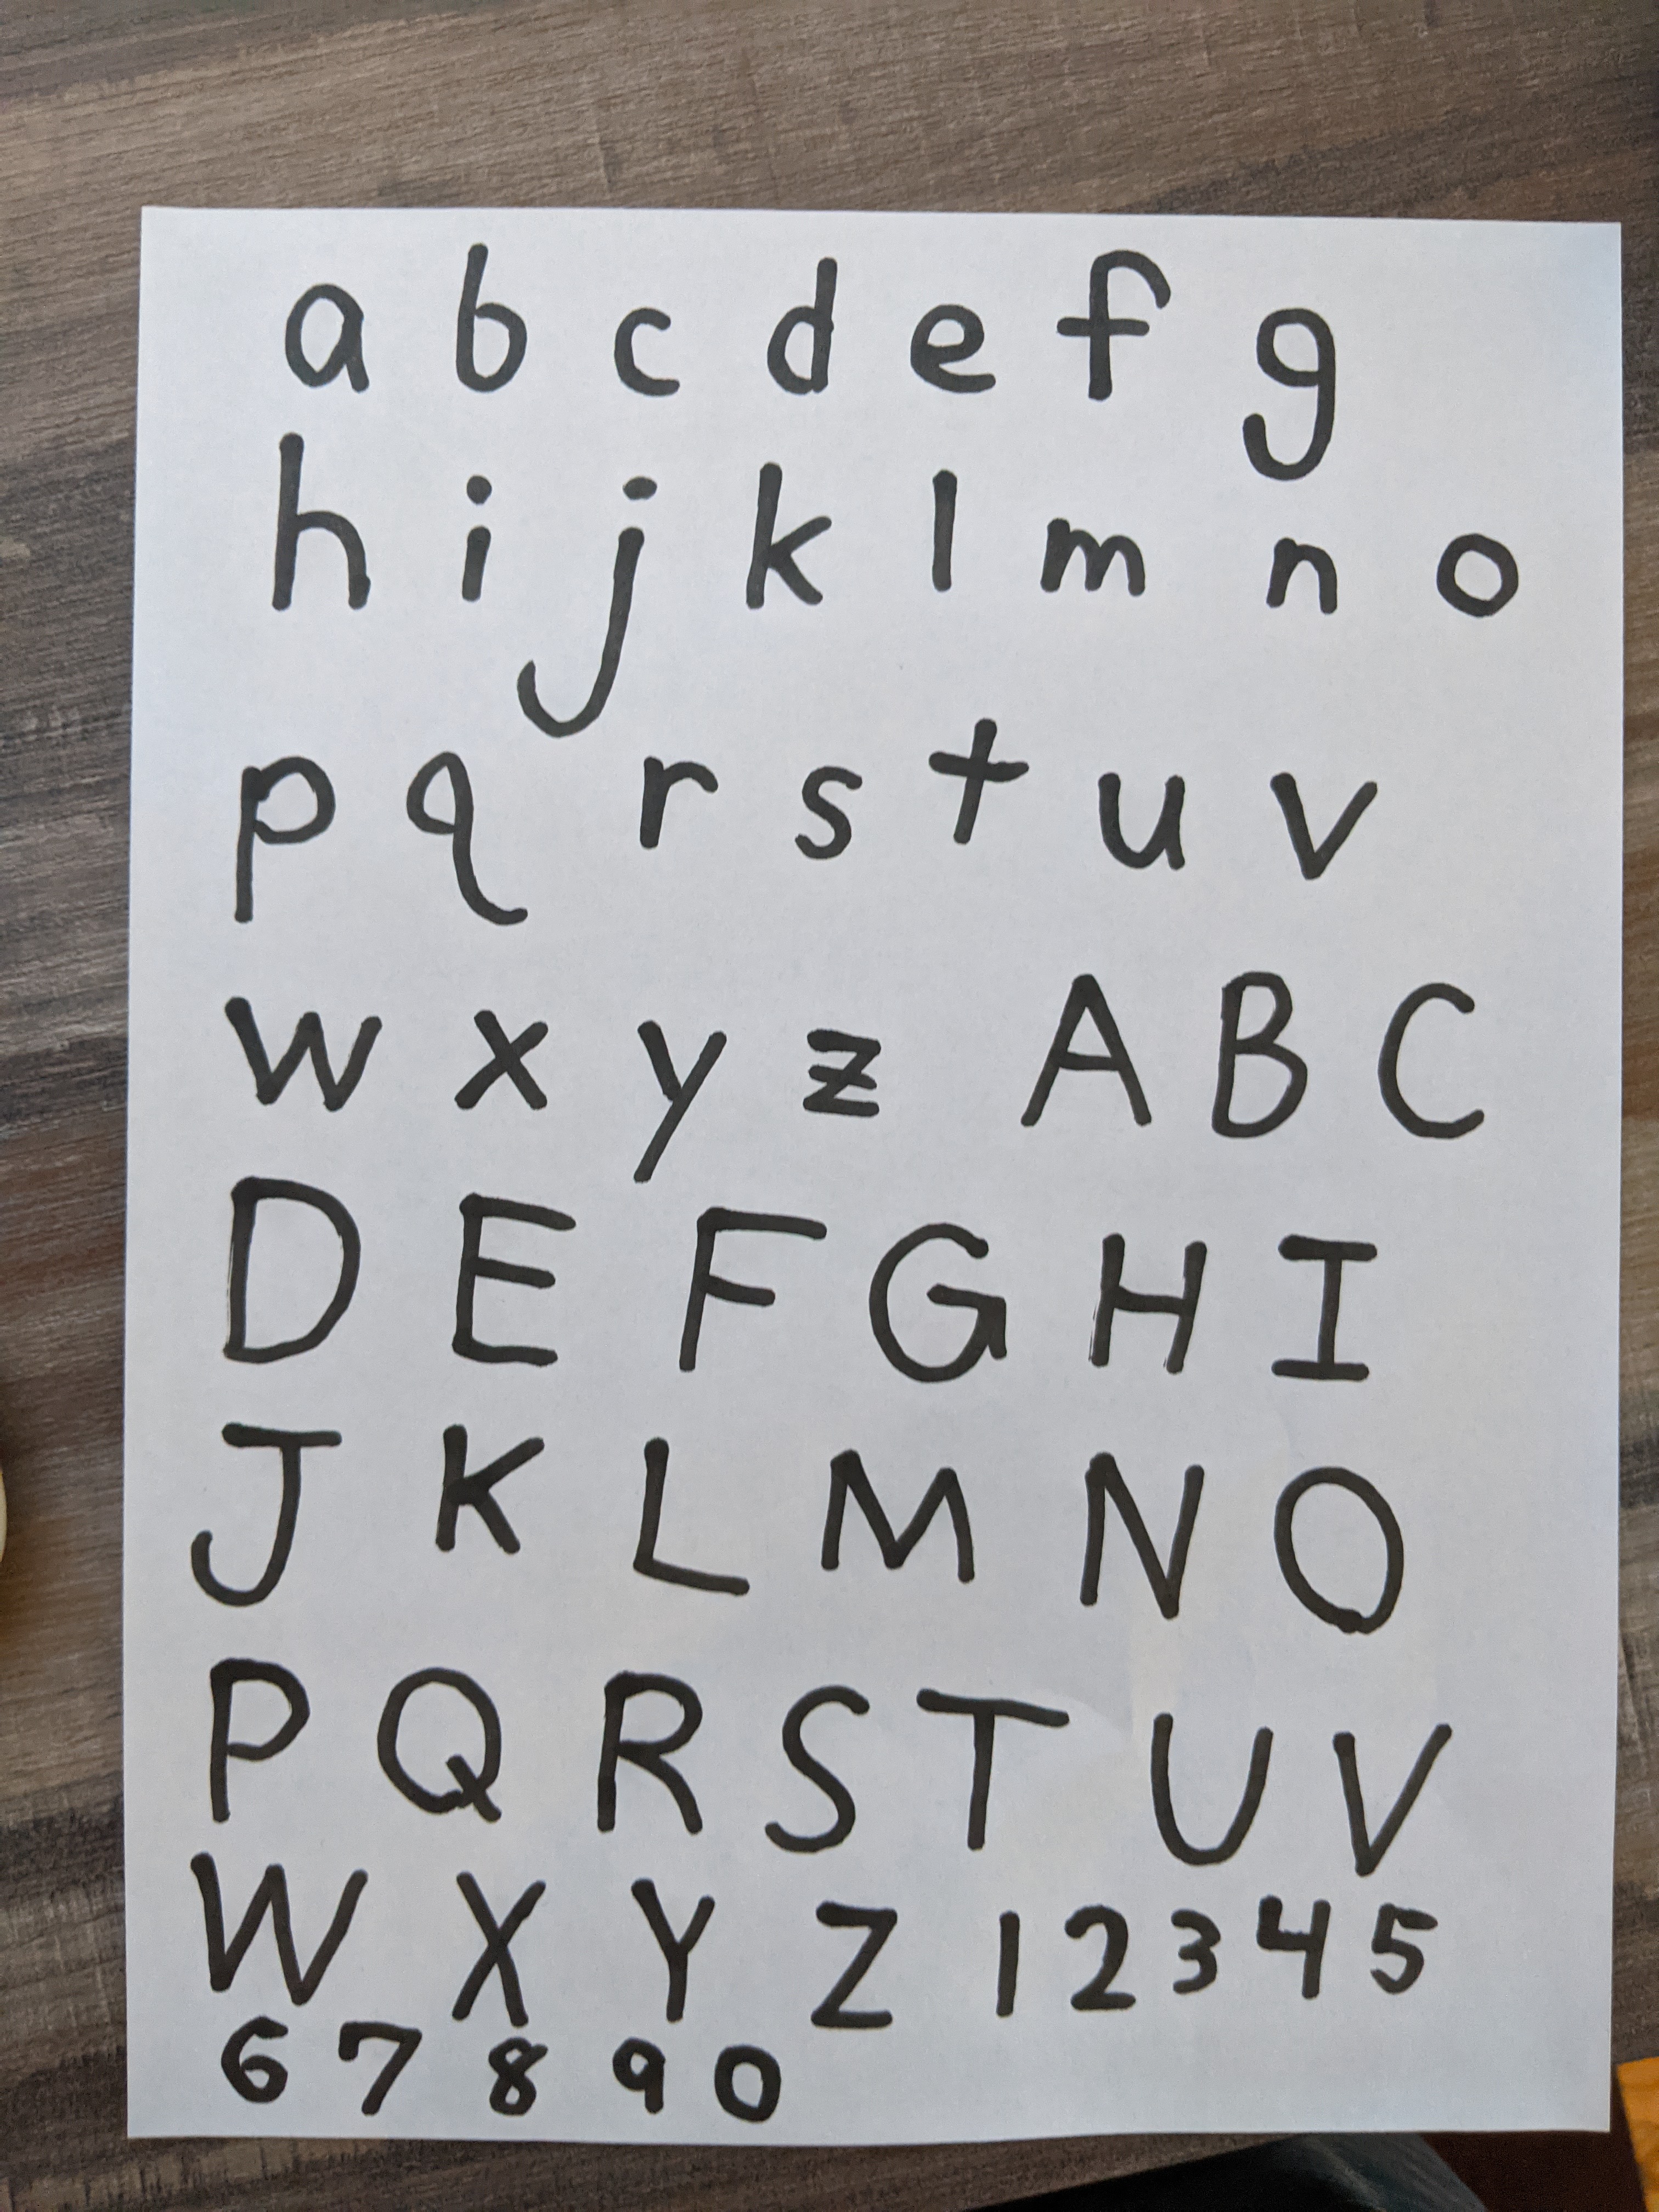 a b c d e f g
h i j k l m n o
p q r s t u v
w x y z A B C
D E F G H I
J K L M N O
P Q R S T U V
W X Y Z 1 2 3 4 5
6 7 8 9 0